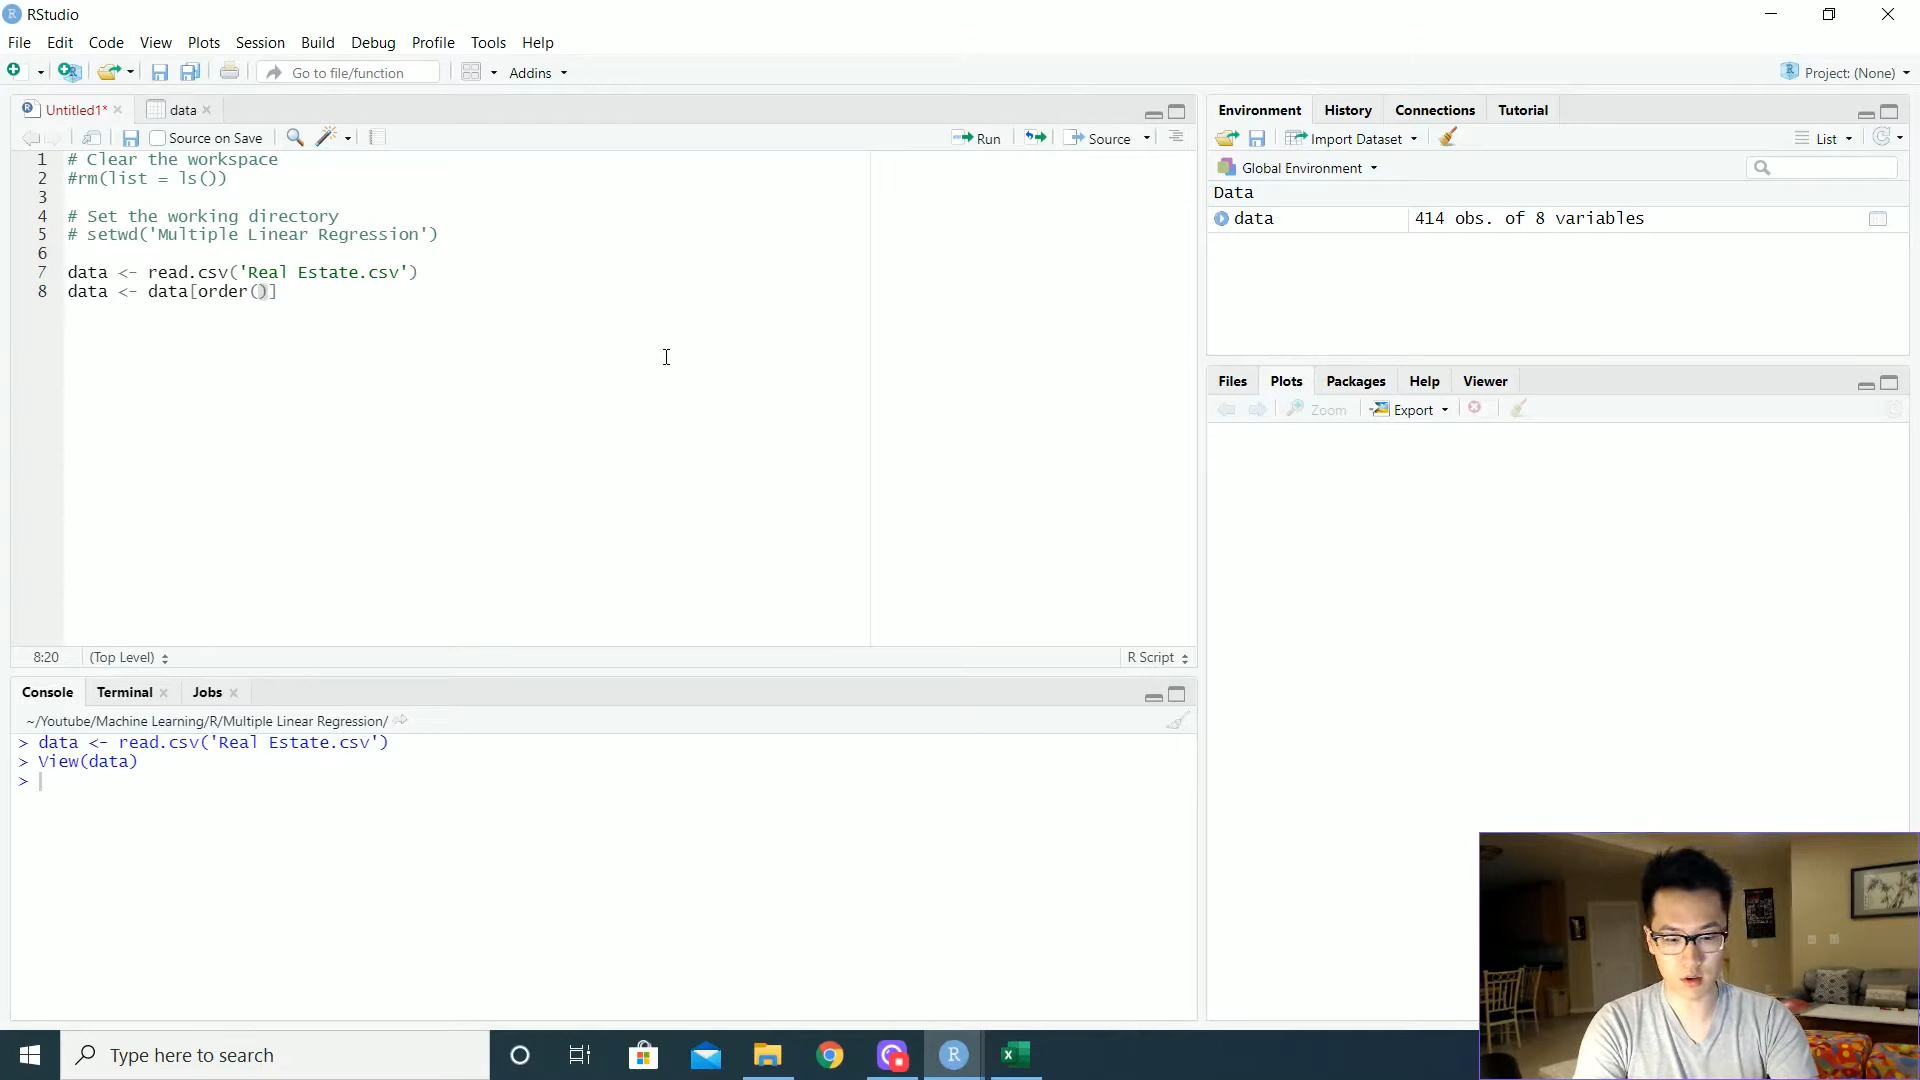 RStudio
File Edit Code View Plots Session Build Debug Profile Tools Help
Go to file/function Addins Project: (None)
Untitled1* data
Source on Save Run Source
1 # Clear the workspace
2 #rm(list = ls())
3
4 # Set the working directory
5 # setwd('Multiple Linear Regression')
6
7 data <- read.csv('Real Estate.csv')
8 data <- data[order()]
8:20 (Top Level) R Script
Console Terminal Jobs
~/Youtube/Machine Learning/R/Multiple Linear Regression/
> data <- read.csv('Real Estate.csv')
> View(data)
>
Environment History Connections Tutorial
Import Dataset List
Global Environment
Data
data 414 obs. of 8 variables
Files Plots Packages Help Viewer
Zoom Export
Type here to search